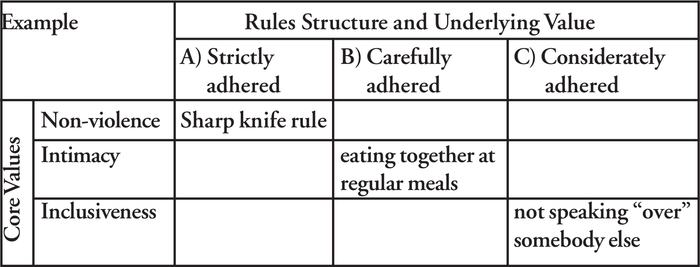 Example
Rules Structure and Underlying Value
A) Strictly
adhered
B) Carefully
adhered
C) Considerately
adhered
Core Values
Non-violence
Sharp knife rule
Intimacy
eating together at
regular meals
Inclusiveness
not speaking “over”
somebody else